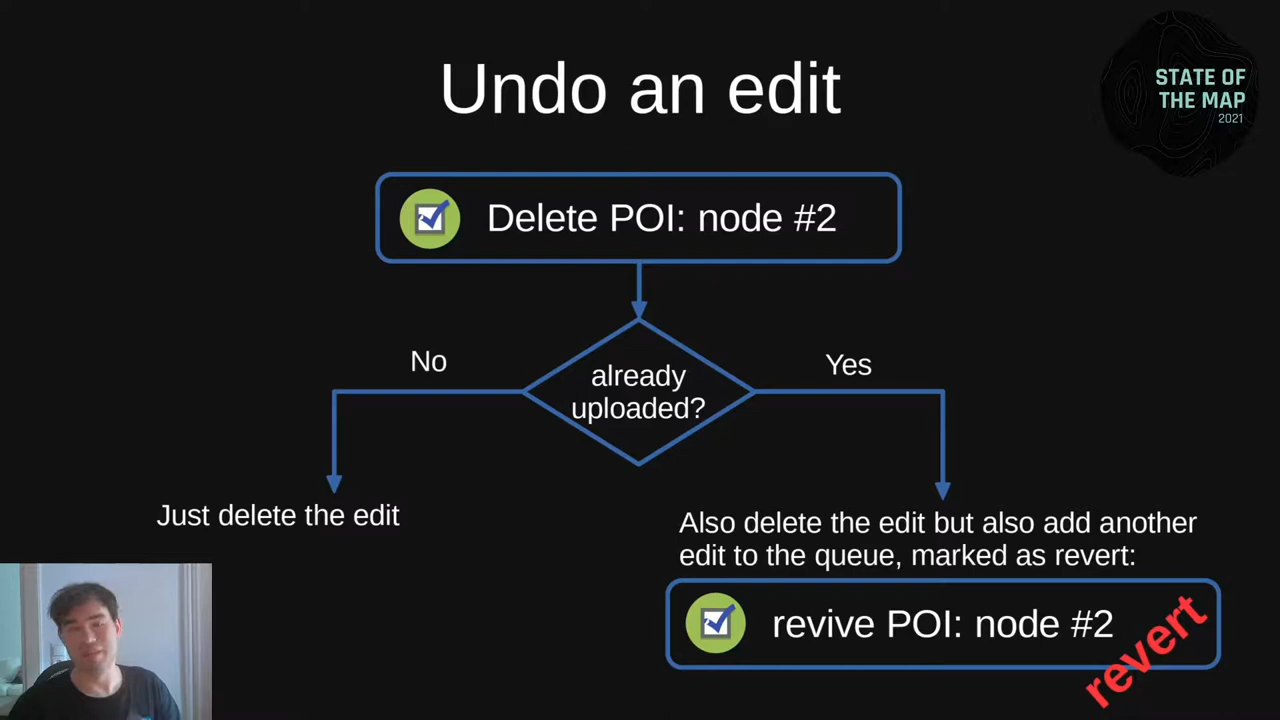 Undo an edit
STATE OF
THE MAP
2021
Delete POI: node #2
No
already
uploaded?
Yes
Just delete the edit
Also delete the edit but also add another
edit to the queue, marked as revert:
revive POI: node #2
revert